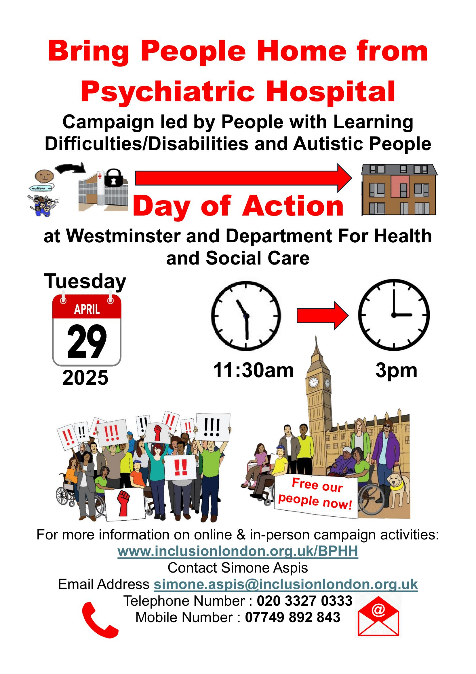 Bring People Home from
Psychiatric Hospital
Campaign led by People with Learning
Difficulties/Disabilities and Autistic People
Day of Action
at Westminster and Department For Health
and Social Care
Tuesday
APRIL
29
2025
11:30am
3pm
!!
!!!
!!
!!!
!!
!!!
!!
Free our
people now!
For more information on online & in-person campaign activities:
www.inclusionlondon.org.uk/BPHH
Contact Simone Aspis
Email Address simone.aspis@inclusionlondon.org.uk
Telephone Number : 020 3327 0333
Mobile Number : 07749 892 843
@